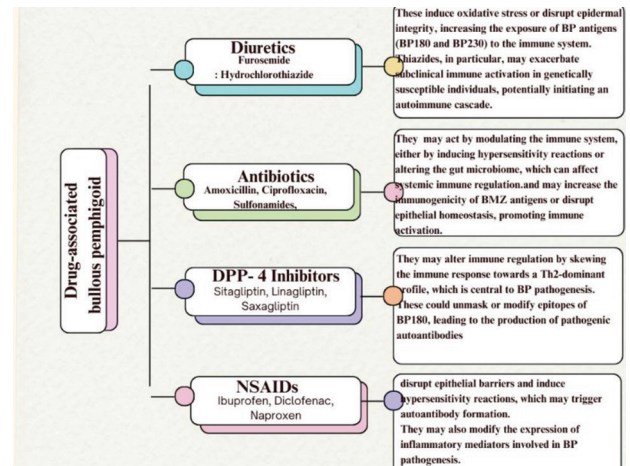 Drug-associated
bullous pemphigoid
Diuretics
Furosemide
: Hydrochlorothiazide
These induce oxidative stress or disrupt epidermal
integrity, increasing the exposure of BP antigens
(BP180 and BP230) to the immune system.
Thiazides, in particular, may exacerbate
subclinical immune activation in genetically
susceptible individuals, potentially initiating an
autoimmune cascade.
Antibiotics
Amoxicillin, Ciprofloxacin,
Sulfonamides,
They may act by modulating the immune system,
either by inducing hypersensitivity reactions or
altering the gut microbiome, which can affect
systemic immune regulation.and may increase the
immunogenicity of BMZ antigens or disrupt
epithelial homeostasis, promoting immune
activation.
DPP- 4 Inhibitors
Sitagliptin, Linagliptin,
Saxagliptin
They may alter immune regulation by skewing
the immune response towards a Th2-dominant
profile, which is central to BP pathogenesis.
These could unmask or modify epitopes of
BP180, leading to the production of pathogenic
autoantibodies
NSAIDs
Ibuprofen, Diclofenac,
Naproxen
disrupt epithelial barriers and induce
hypersensitivity reactions, which may trigger
autoantibody formation.
They may also modify the expression of
inflammatory mediators involved in BP
pathogenesis.